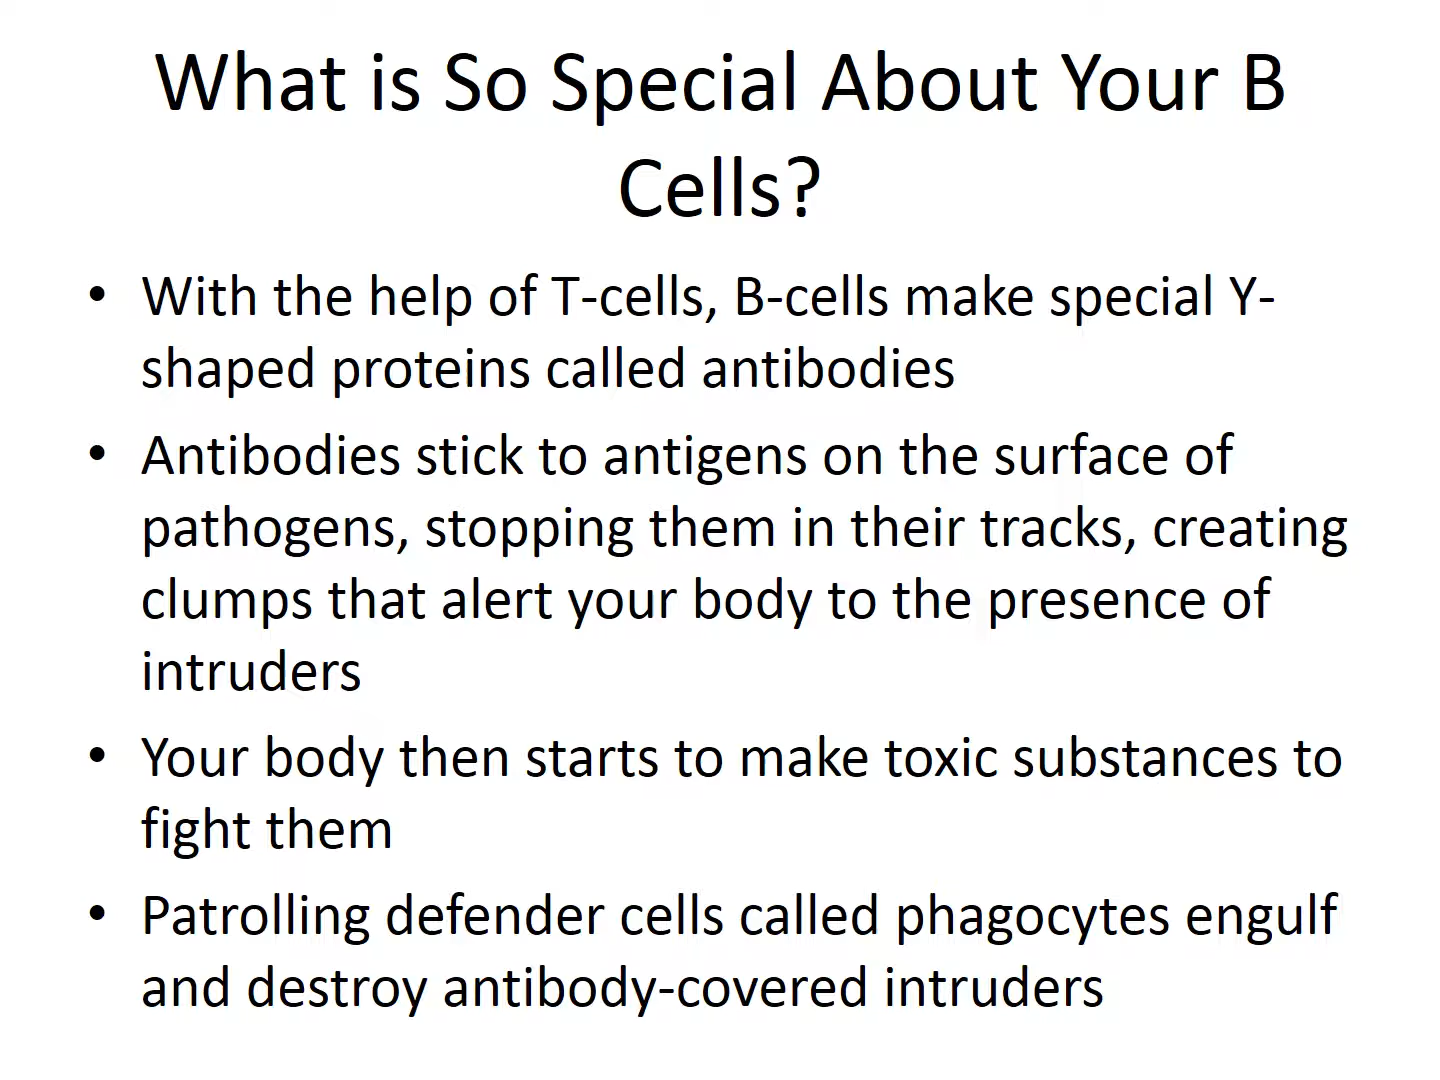 What is So Special About Your B
Cells?
• With the help of T-cells, B-cells make special Y-
shaped proteins called antibodies
• Antibodies stick to antigens on the surface of
pathogens, stopping them in their tracks, creating
clumps that alert your body to the presence of
intruders
• Your body then starts to make toxic substances to
fight them
• Patrolling defender cells called phagocytes engulf
and destroy antibody-covered intruders